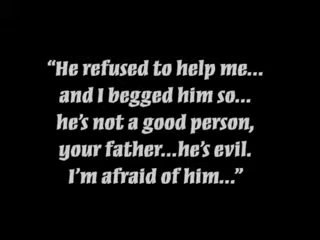 “He refused to help me...
and I begged him so...
he’s not a good person,
your father...he’s evil.
I’m afraid of him...”